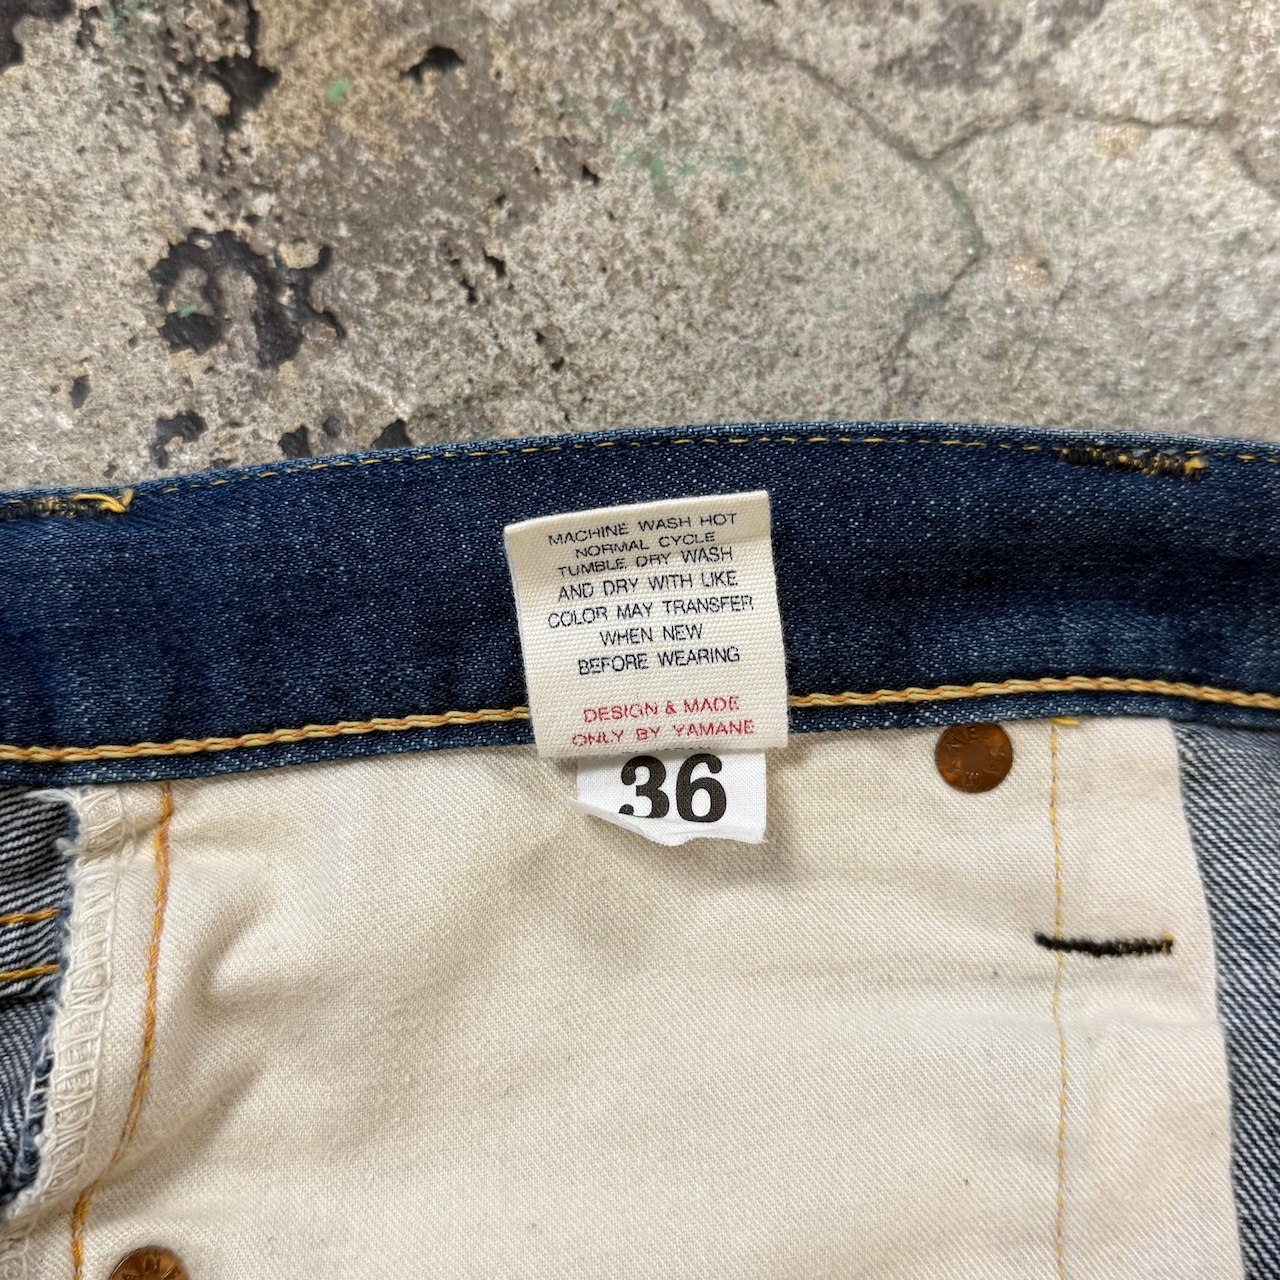 MACHINE WASH HOT
NORMAL CYCLE
TUMBLE DRY WASH
AND DRY WITH LIKE
COLOR MAY TRANSFER
WHEN NEW
BEFORE WEARING
DESIGN & MADE
ONLY BY YAMANE
36